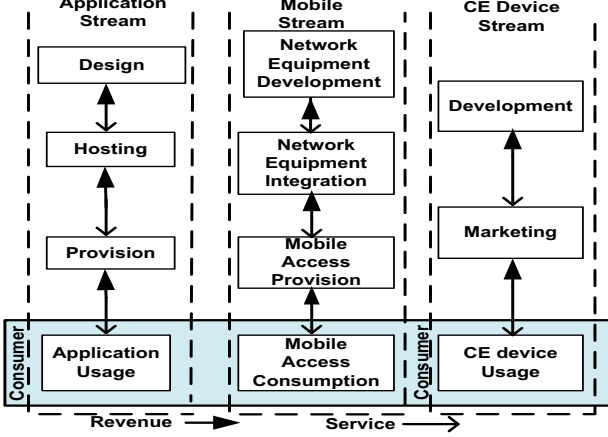 Application
Stream
Design
Hosting
Provision
Application
Usage
Mobile
Stream
Network
Equipment
Development
Network
Equipment
Integration
Mobile
Access
Provision
Mobile
Access
Consumption
CE Device
Stream
Development
Marketing
CE device
Usage
Consumer
Consumer
Revenue
Service